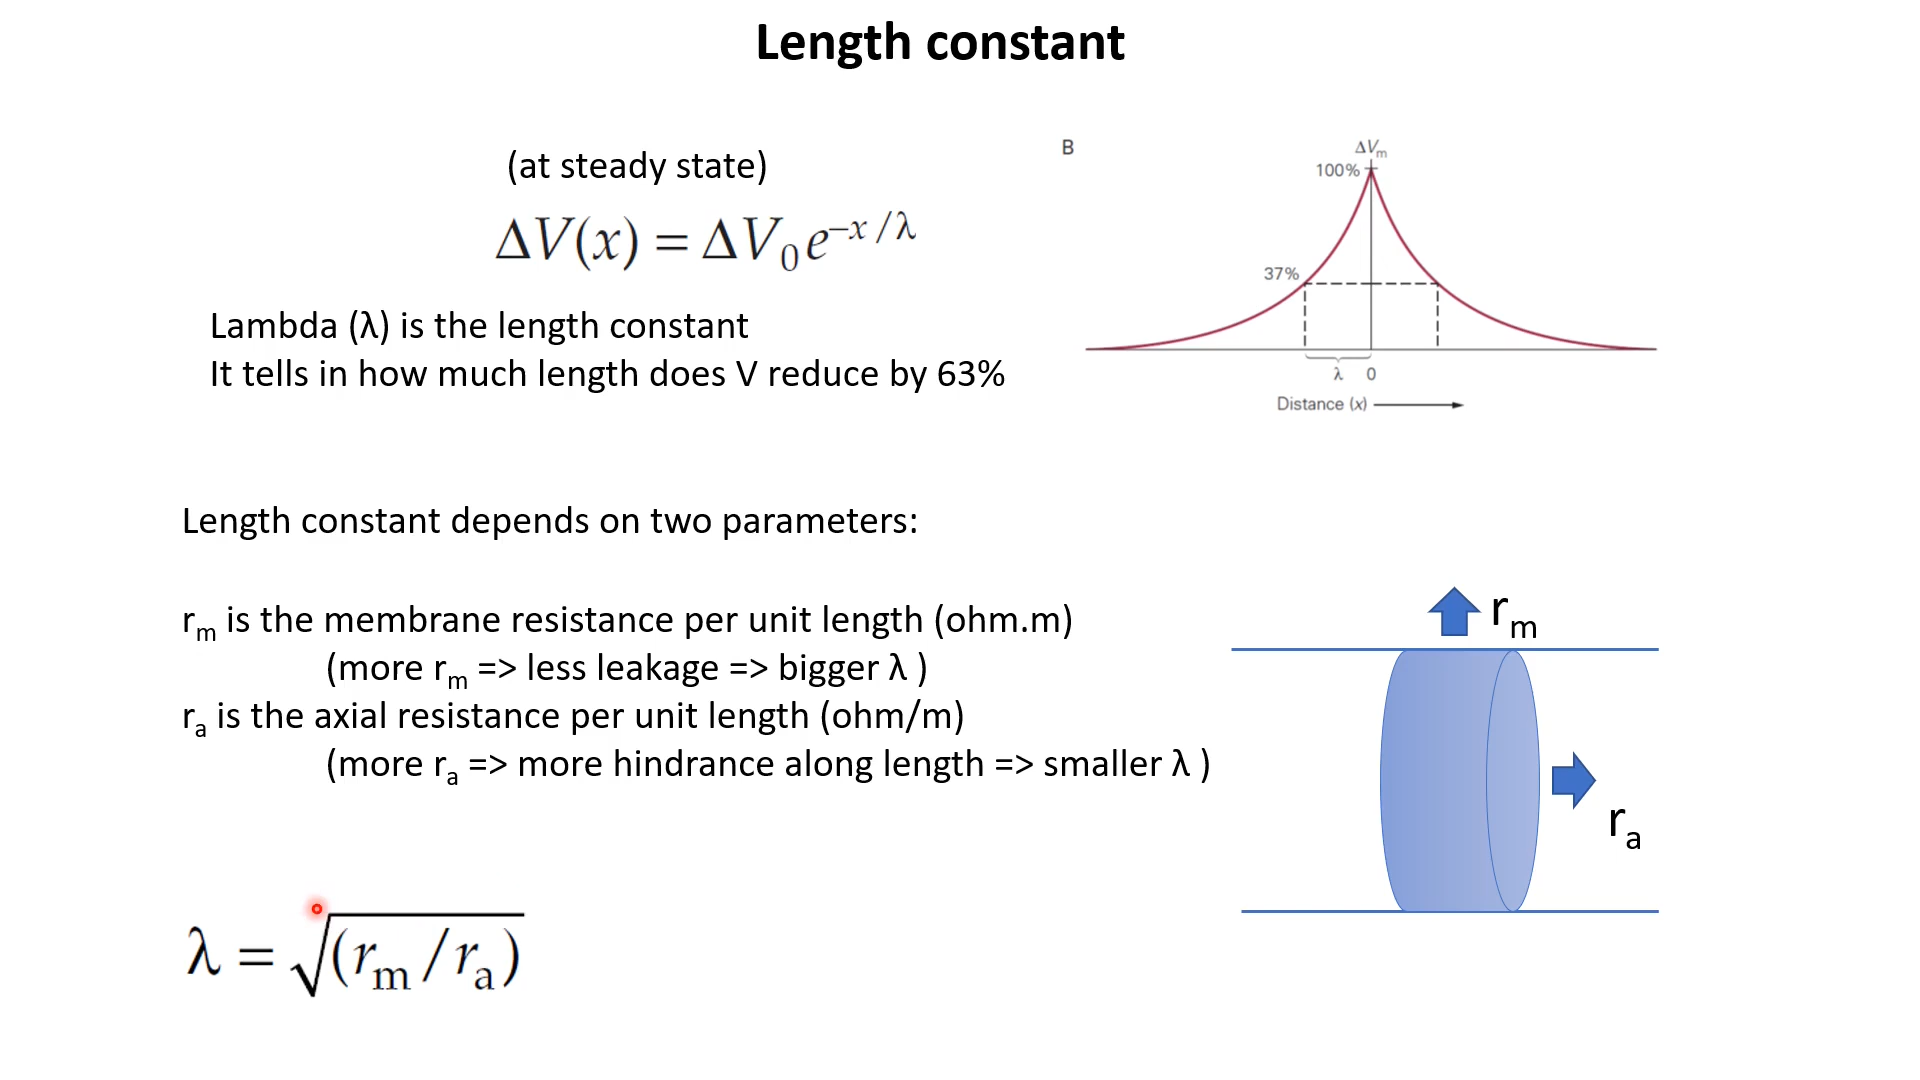 Length constant
(at steady state)
ΔV(x) = ΔV₀e^{−x/λ}
Lambda (λ) is the length constant
It tells in how much length does V reduce by 63%
B
ΔVₘ
100%
37%
λ 0
Distance (x)
Length constant depends on two parameters:
rₘ is the membrane resistance per unit length (ohm.m)
(more rₘ => less leakage => bigger λ )
rₐ is the axial resistance per unit length (ohm/m)
(more rₐ => more hindrance along length => smaller λ )
rₘ
rₐ
λ = √(rₘ/rₐ)